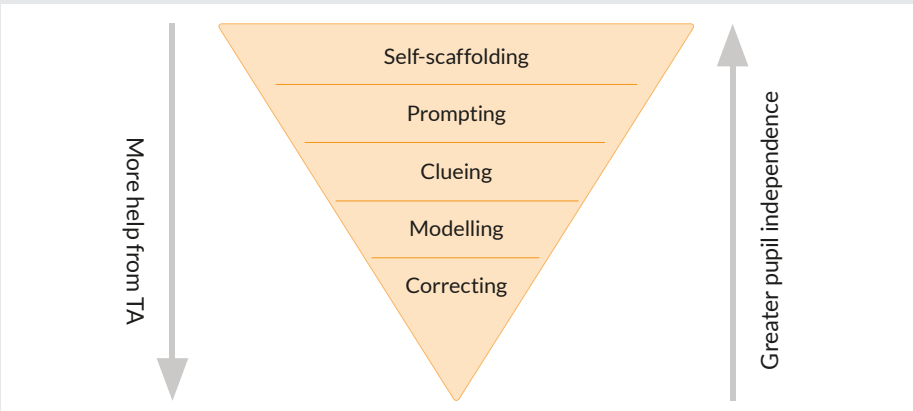 Self-scaffolding
Prompting
Clueing
Modelling
Correcting
More help from TA
Greater pupil independence